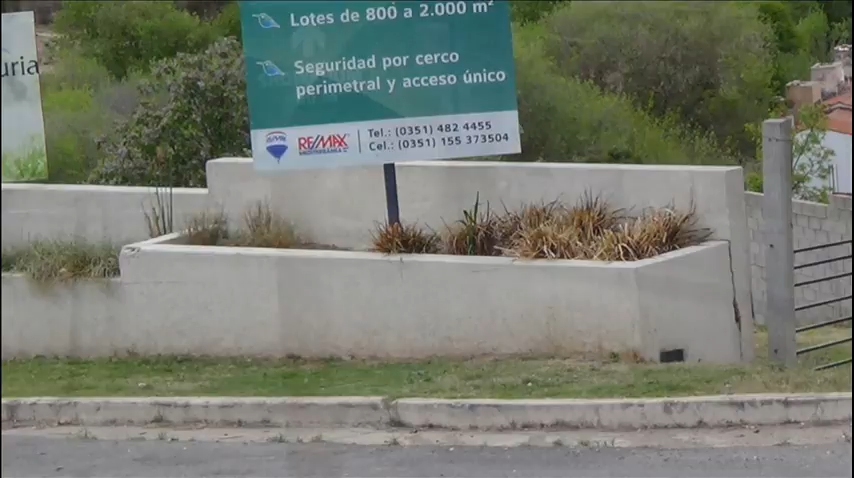 uria
Lotes de 800 a 2.000 m²
Seguridad por cerco
perimetral y acceso único
RE/MAX
Tel.: (0351) 482 4455
Cel.: (0351) 155 373504